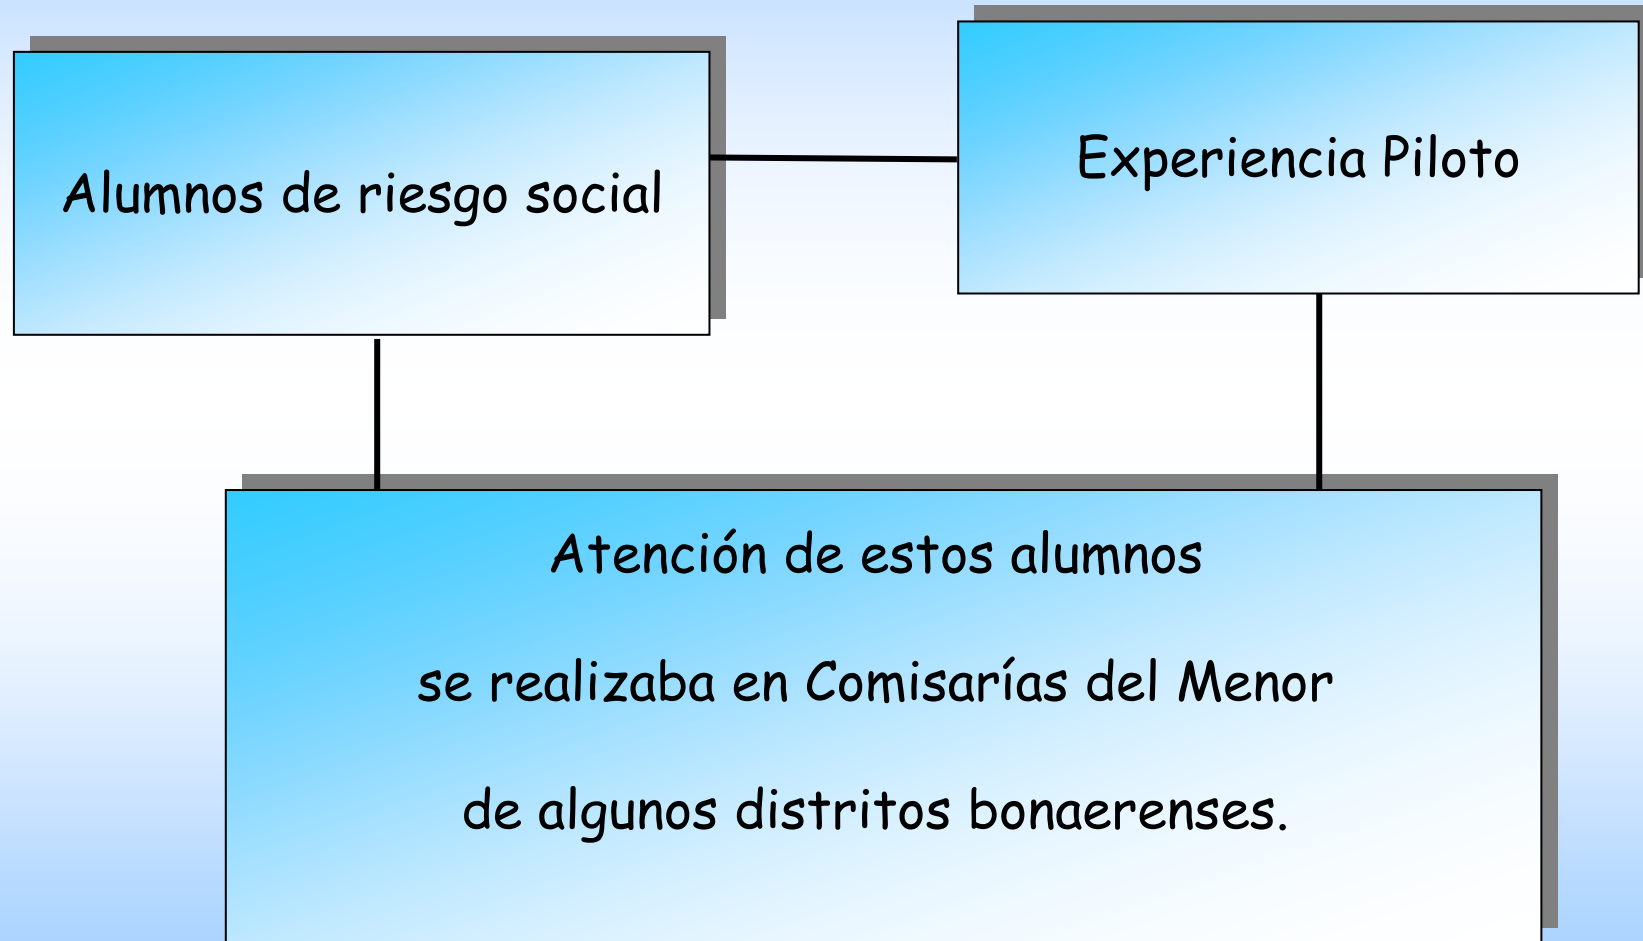 Alumnos de riesgo social
Experiencia Piloto
Atención de estos alumnos
se realizaba en Comisarías del Menor
de algunos distritos bonaerenses.